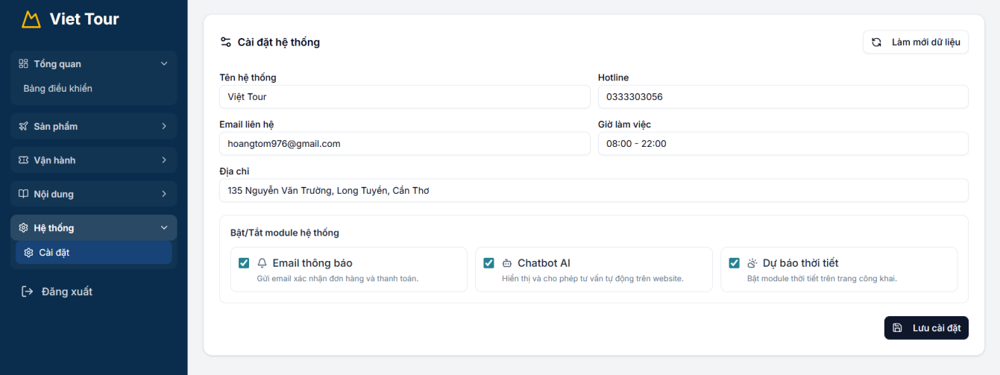 Viet Tour
Tổng quan
Bảng điều khiển
Sản phẩm
Vận hành
Nội dung
Hệ thống
Cài đặt
Đăng xuất
Cài đặt hệ thống
Làm mới dữ liệu
Tên hệ thống
Hotline
Việt Tour
0333303056
Email liên hệ
Giờ làm việc
hoangtom976@gmail.com
08:00 - 22:00
Địa chỉ
135 Nguyễn Văn Trường, Long Tuyền, Cần Thơ
Bật/Tắt module hệ thống
Email thông báo
Gửi email xác nhận đơn hàng và thanh toán.
Chatbot AI
Hiển thị và cho phép tư vấn tự động trên website.
Dự báo thời tiết
Bật module thời tiết trên trang công khai.
Lưu cài đặt